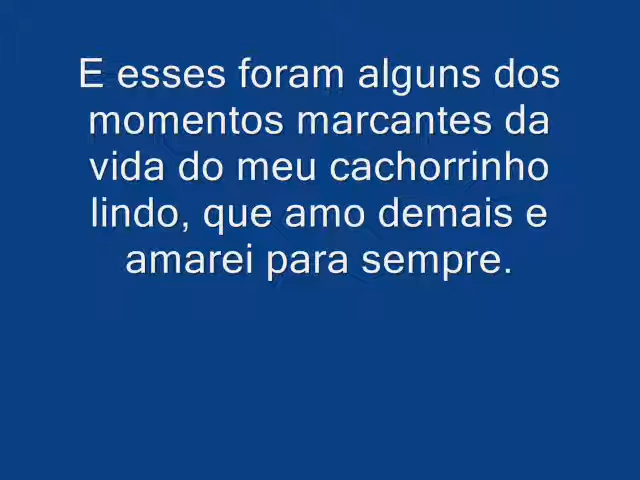 E esses foram alguns dos
momentos marcantes da
vida do meu cachorrinho
lindo, que amo demais e
amarei para sempre.